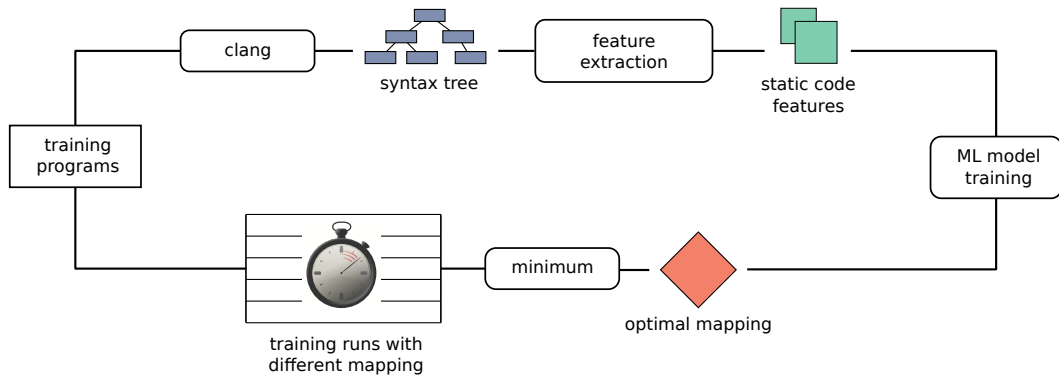 clang
syntax tree
feature
extraction
static code
features
training
programs
ML model
training
training runs with
different mapping
minimum
optimal mapping